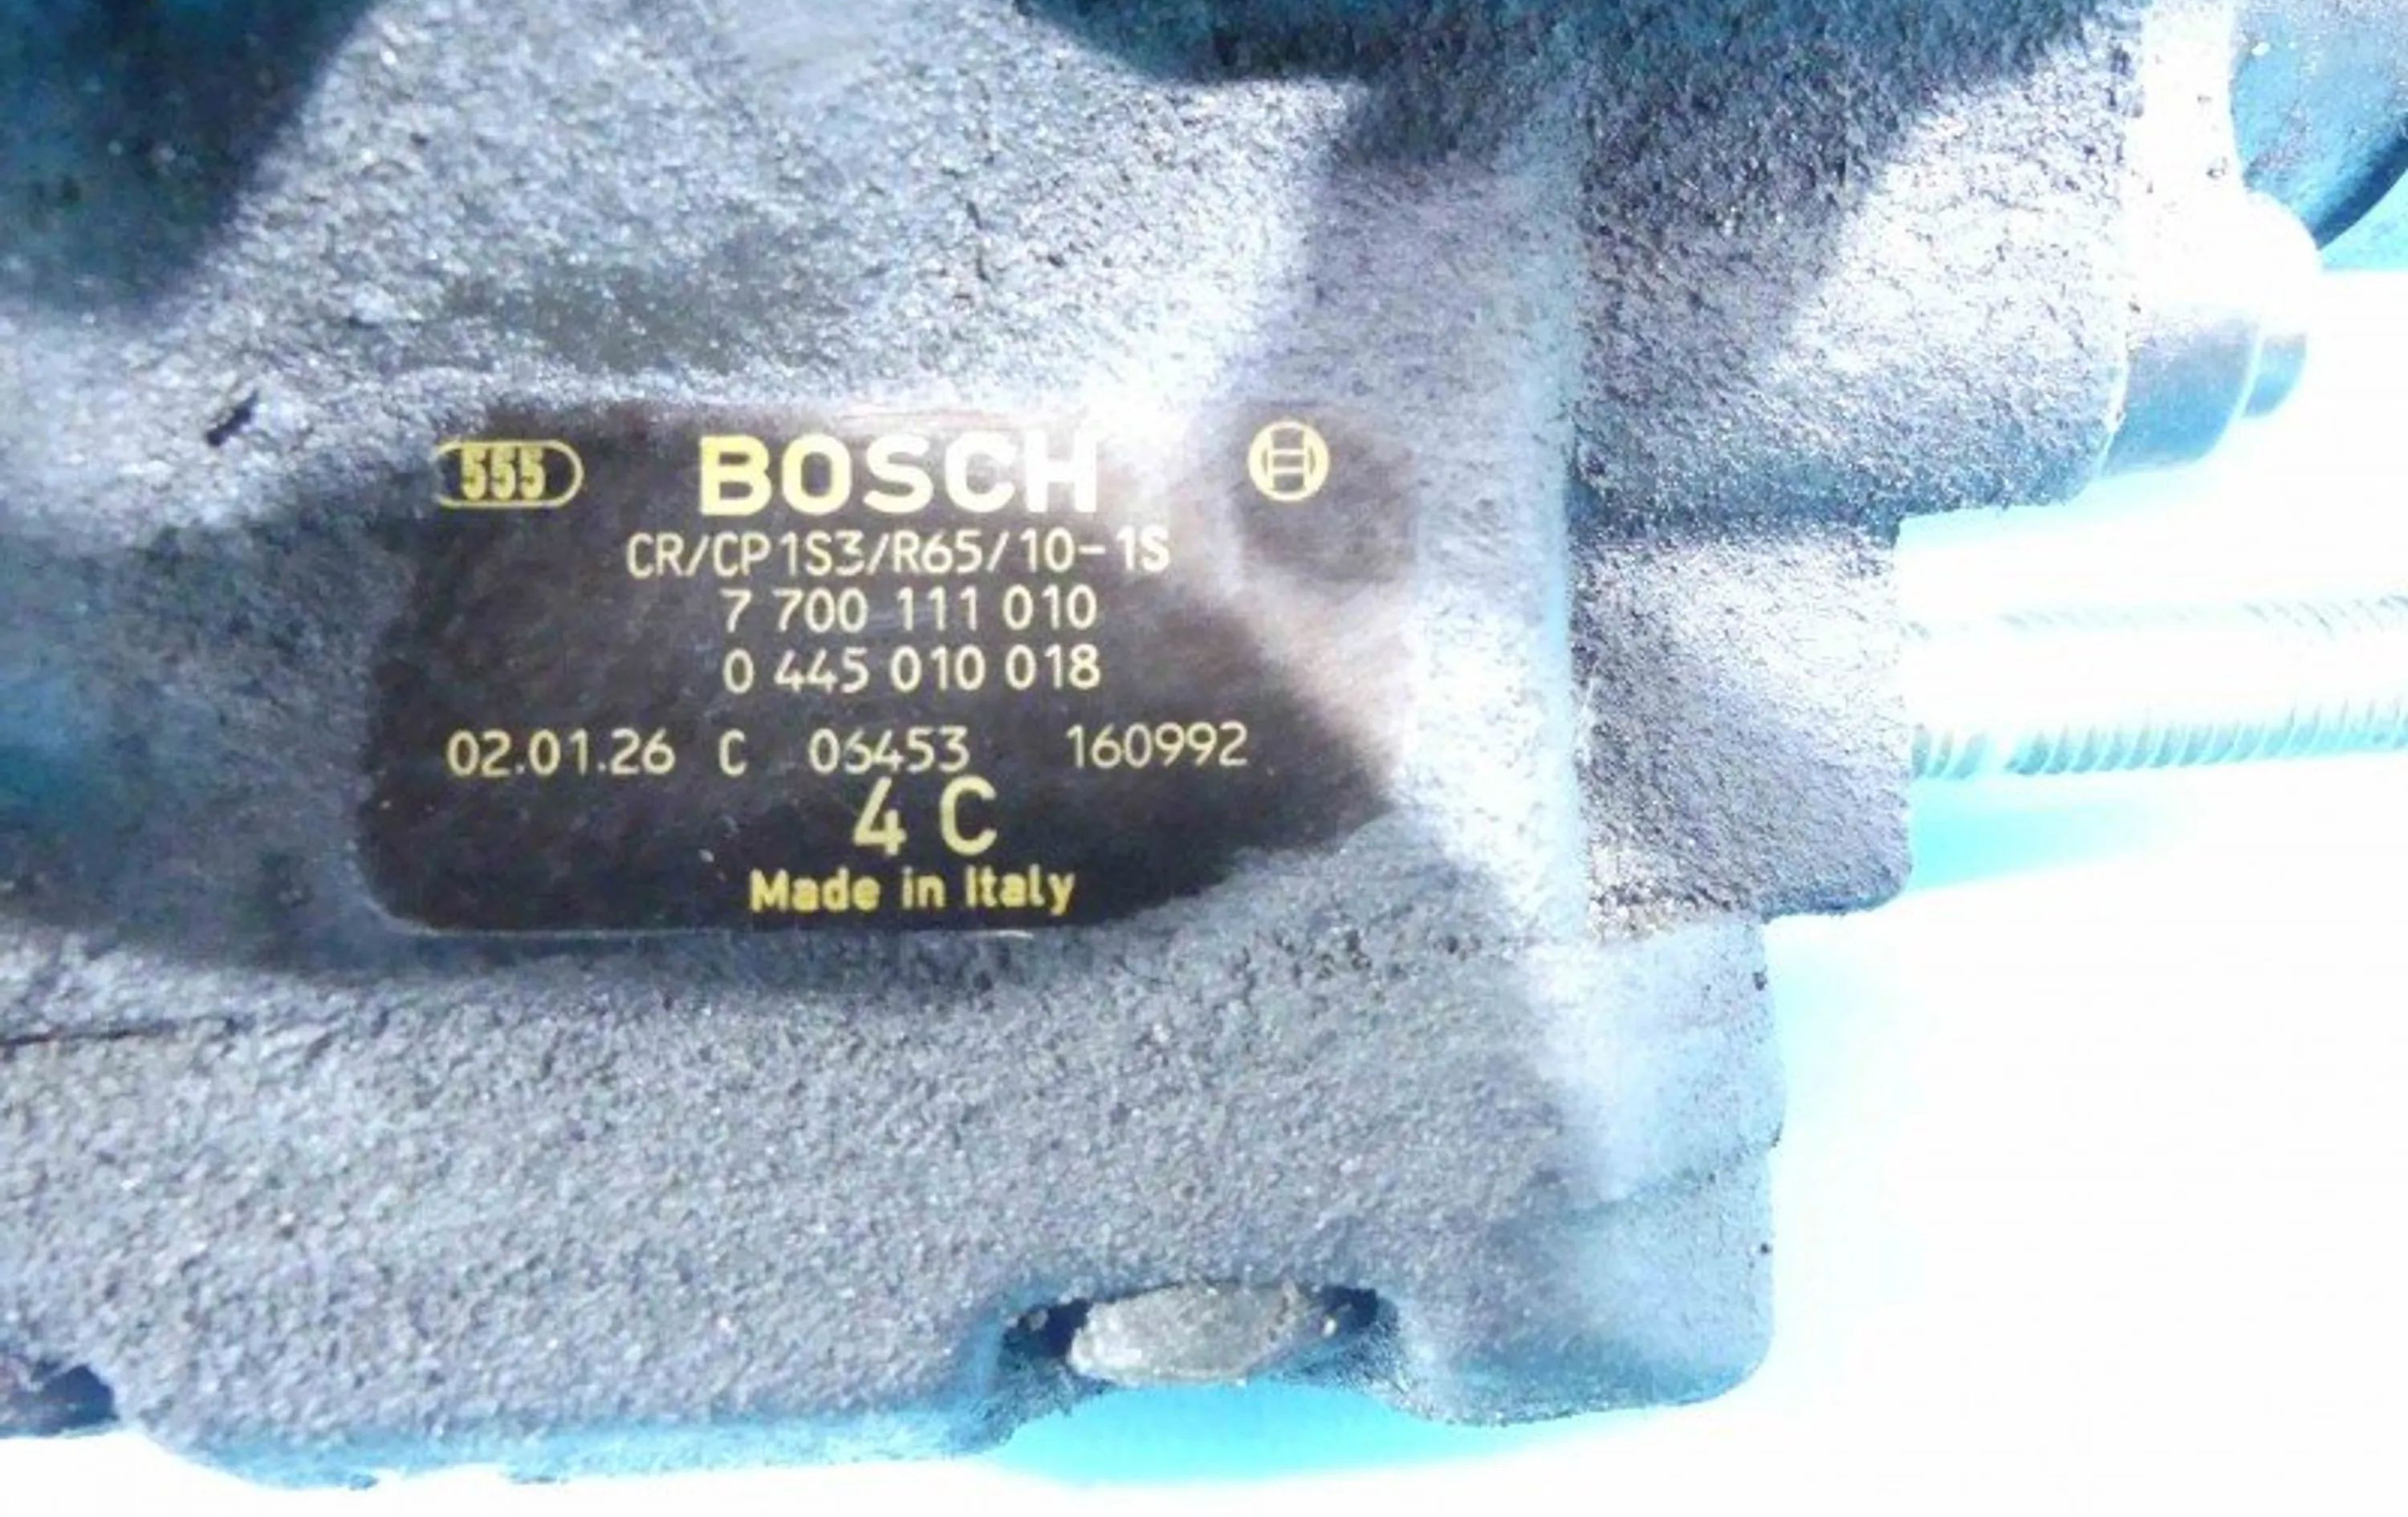 555 BOSCH
CR/CP1S3/R65/10-1S
7 700 111 010
0 445 010 018
02.01.26 C 06453 160992
4 C
Made in Italy